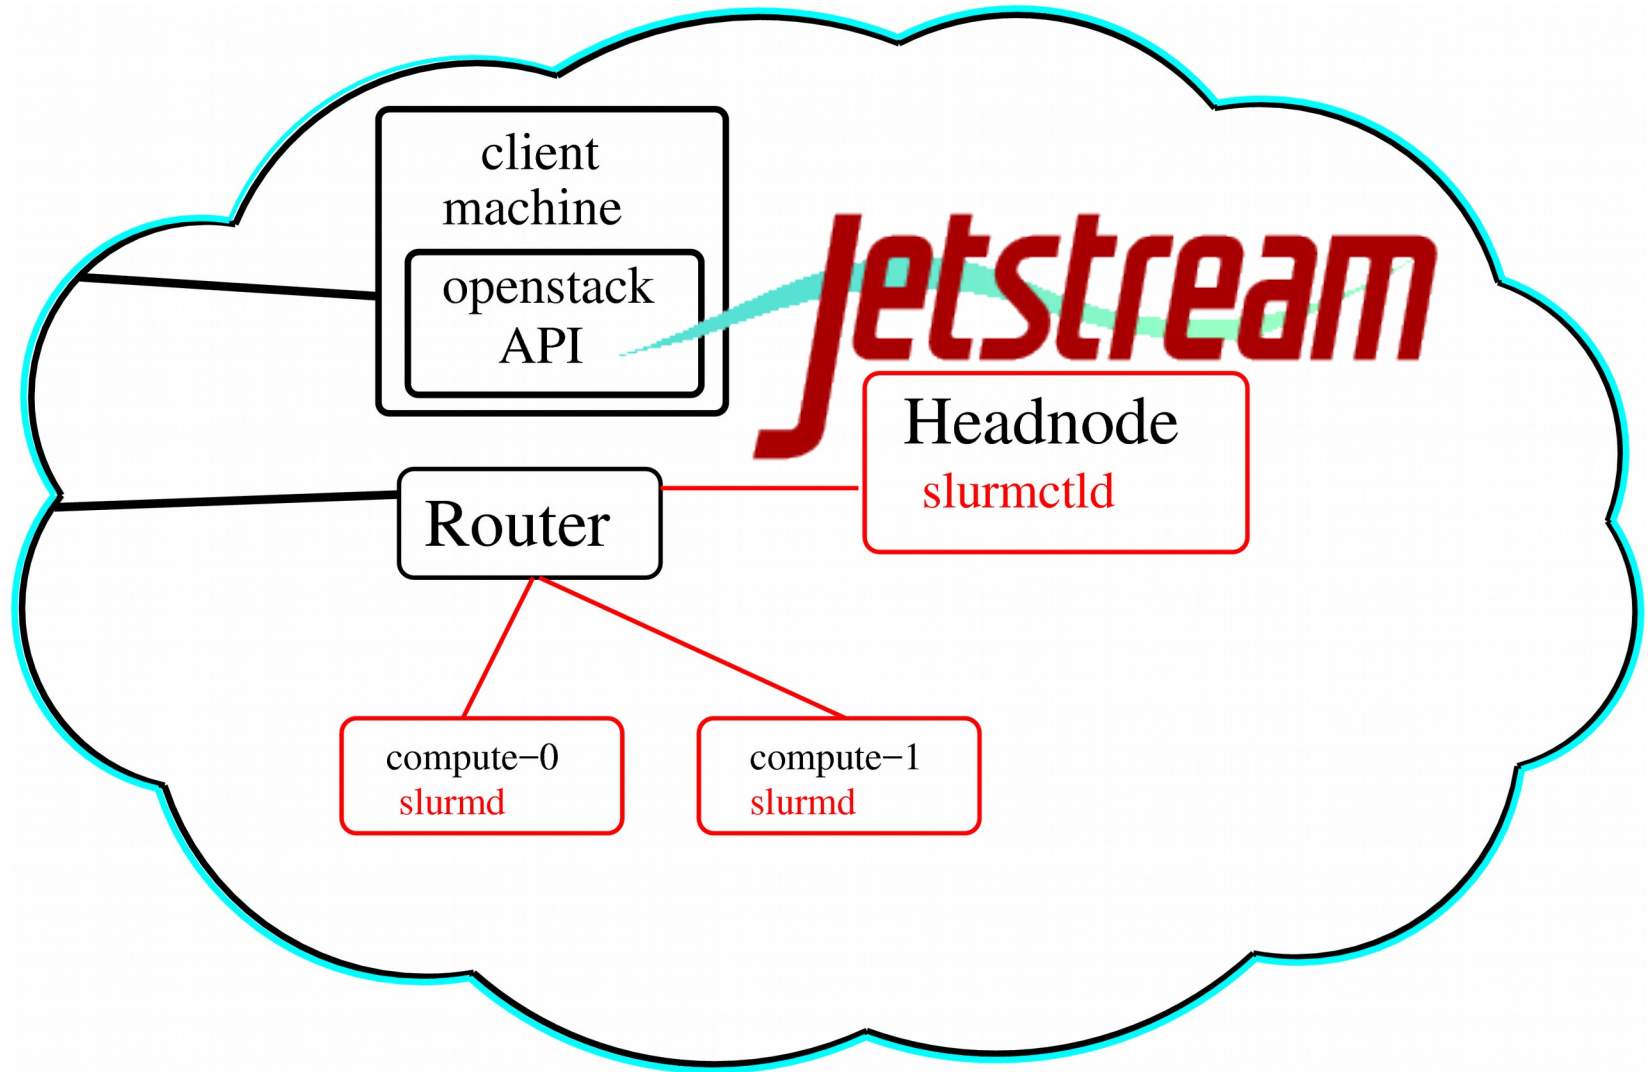 client
machine
openstack
API
Jetstream
Headnode
slurmctld
Router
compute−0
slurmd
compute−1
slurmd